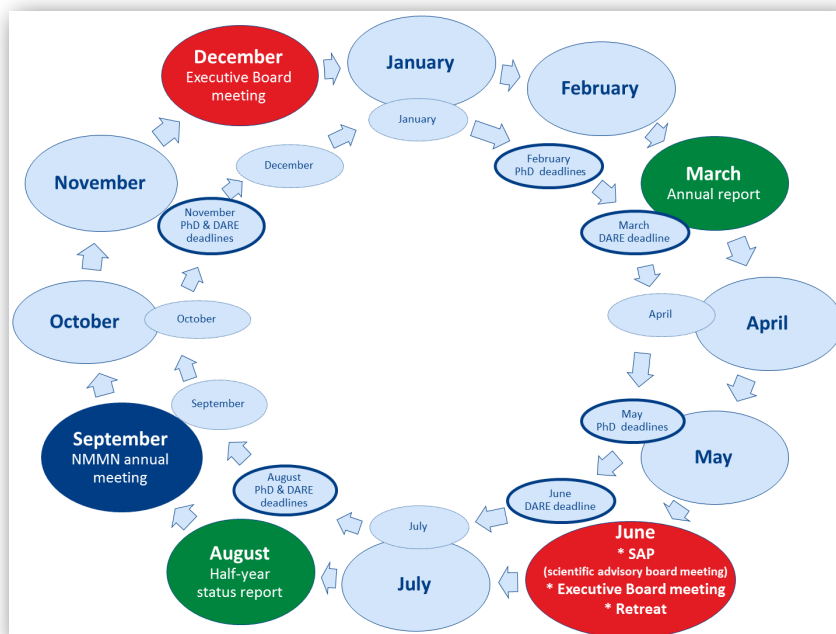 December
Executive Board
meeting
January
January
February
February
PhD deadlines
March
Annual report
March
DARE deadline
April
April
May
PhD deadlines
May
June
DARE deadline
June
* SAP
(scientific advisory board meeting)
* Executive Board meeting
* Retreat
July
July
August
PhD & DARE
deadlines
August
Half-year
status report
September
September
NMMN annual
meeting
October
October
November
PhD & DARE
deadlines
November
December